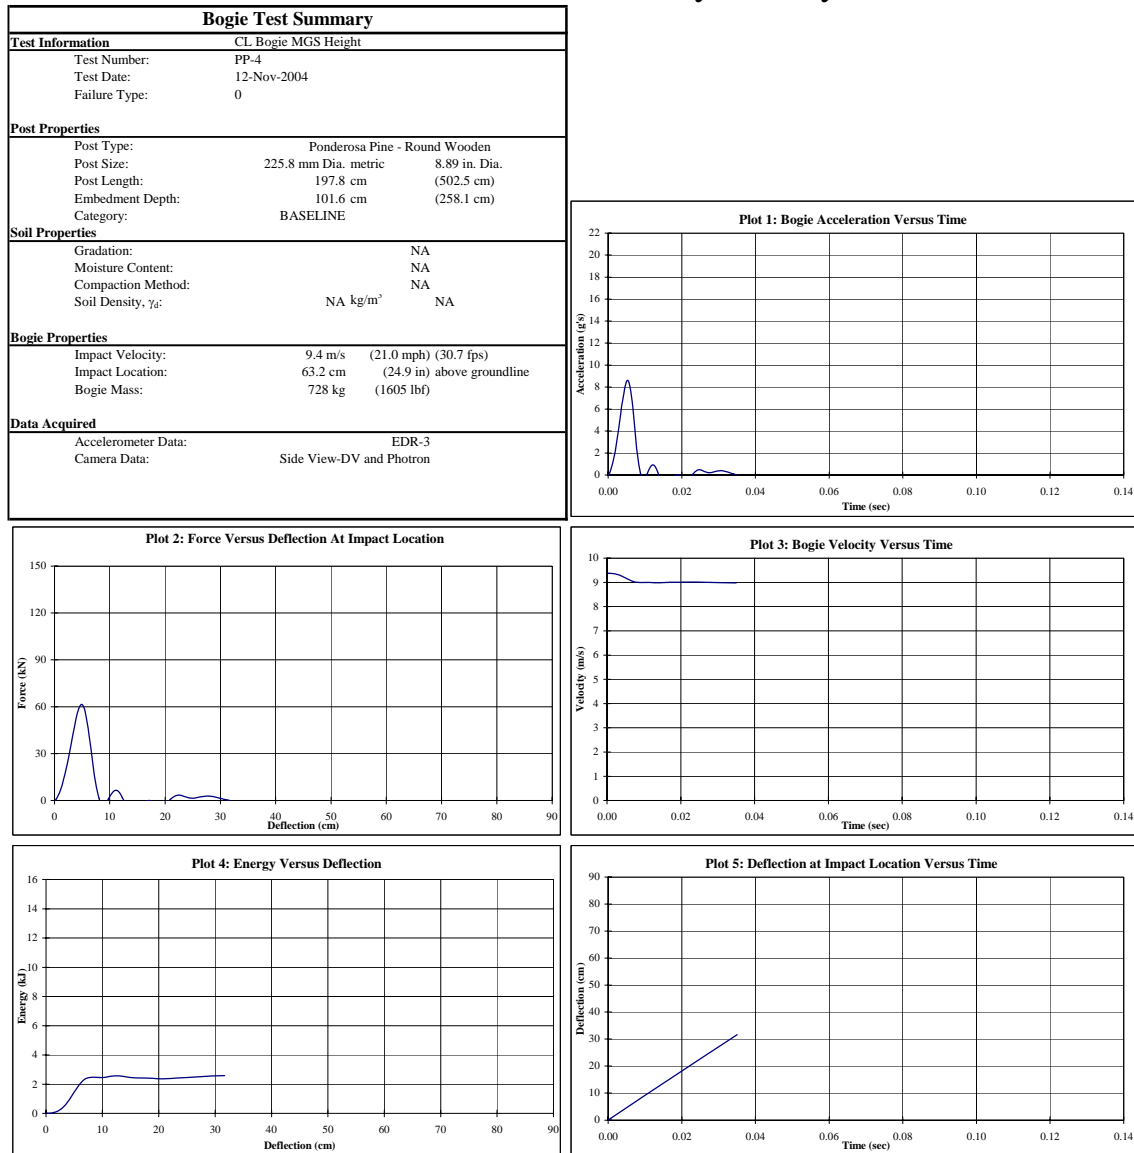 Bogie Test Summary
Test Information CL Bogie MGS Height
Test Number: PP-4
Test Date: 12-Nov-2004
Failure Type: 0
Post Properties
Post Type: Ponderosa Pine - Round Wooden
Post Size: 225.8 mm Dia. metric 8.89 in. Dia.
Post Length: 197.8 cm (502.5 cm)
Embedment Depth: 101.6 cm (258.1 cm)
Category: BASELINE
Soil Properties
Gradation: NA
Moisture Content: NA
Compaction Method: NA
Soil Density, γd: NA kg/m³ NA
Bogie Properties
Impact Velocity: 9.4 m/s (21.0 mph) (30.7 fps)
Impact Location: 63.2 cm (24.9 in) above groundline
Bogie Mass: 728 kg (1605 lbf)
Data Acquired
Accelerometer Data: EDR-3
Camera Data: Side View-DV and Photron
Plot 1: Bogie Acceleration Versus Time
22
20
18
16
14
12
10
8
6
4
2
0
Acceleration (g's)
0.00 0.02 0.04 0.06 0.08 0.10 0.12 0.14
Time (sec)
Plot 2: Force Versus Deflection At Impact Location
150
120
90
60
30
0
Force (kN)
0 10 20 30 40 50 60 70 80 90
Deflection (cm)
Plot 3: Bogie Velocity Versus Time
10
9
8
7
6
5
4
3
2
1
0
Velocity (m/s)
0.00 0.02 0.04 0.06 0.08 0.10 0.12 0.14
Time (sec)
Plot 4: Energy Versus Deflection
16
14
12
10
8
6
4
2
0
Energy (kJ)
0 10 20 30 40 50 60 70 80 90
Deflection (cm)
Plot 5: Deflection at Impact Location Versus Time
90
80
70
60
50
40
30
20
10
0
Deflection (cm)
0.00 0.02 0.04 0.06 0.08 0.10 0.12 0.14
Time (sec)